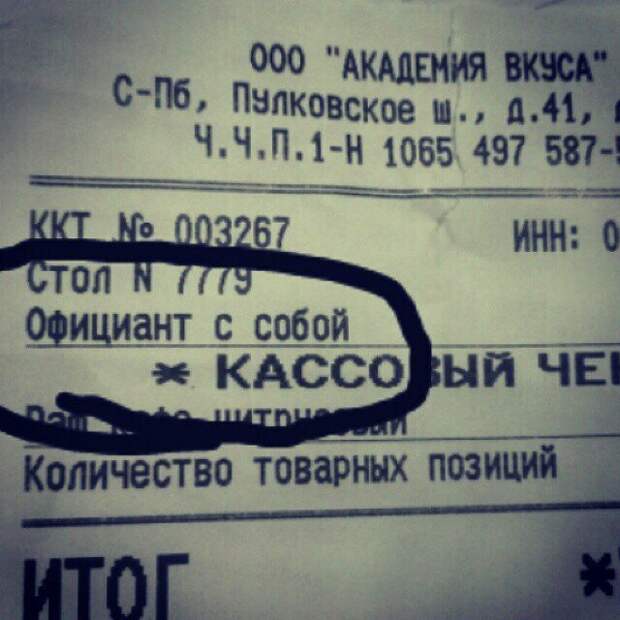 ООО "АКАДЕМИЯ ВКУСА"
С-Пб, Пулковское ш., д.41,
Ч.Ч.П.1-Н 1065 497 587-
ККТ № 003267 ИНН: 0
Стол N 7779
Официант с собой
* КАССОВЫЙ ЧЕ
Количество товарных позиций
ИТОГ *